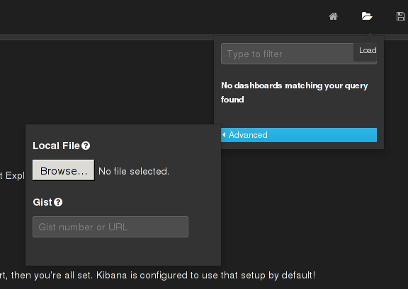 Type to filter
Load
No dashboards matching your query
found
Advanced
Local File
Browse... No file selected.
t Expl
Gist
Gist number or URL
rt, then you're all set. Kibana is configured to use that setup by default!